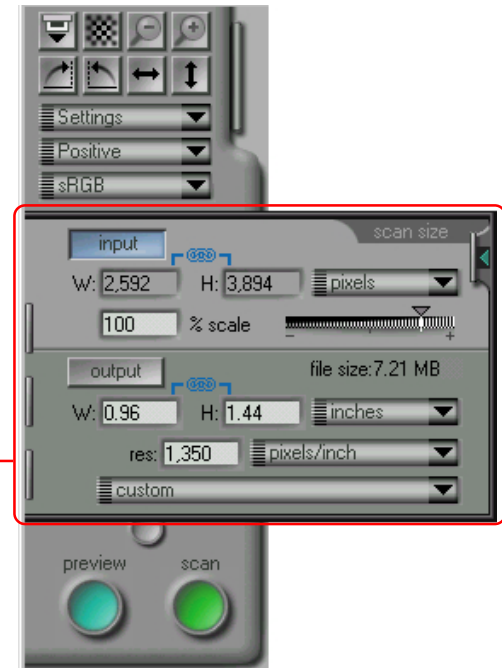 Settings
Positive
sRGB
scan size
input
W: 2,592 H: 3,894 pixels
100 % scale
- +
output file size:7.21 MB
W: 0.96 H: 1.44 inches
res: 1,350 pixels/inch
custom
preview scan